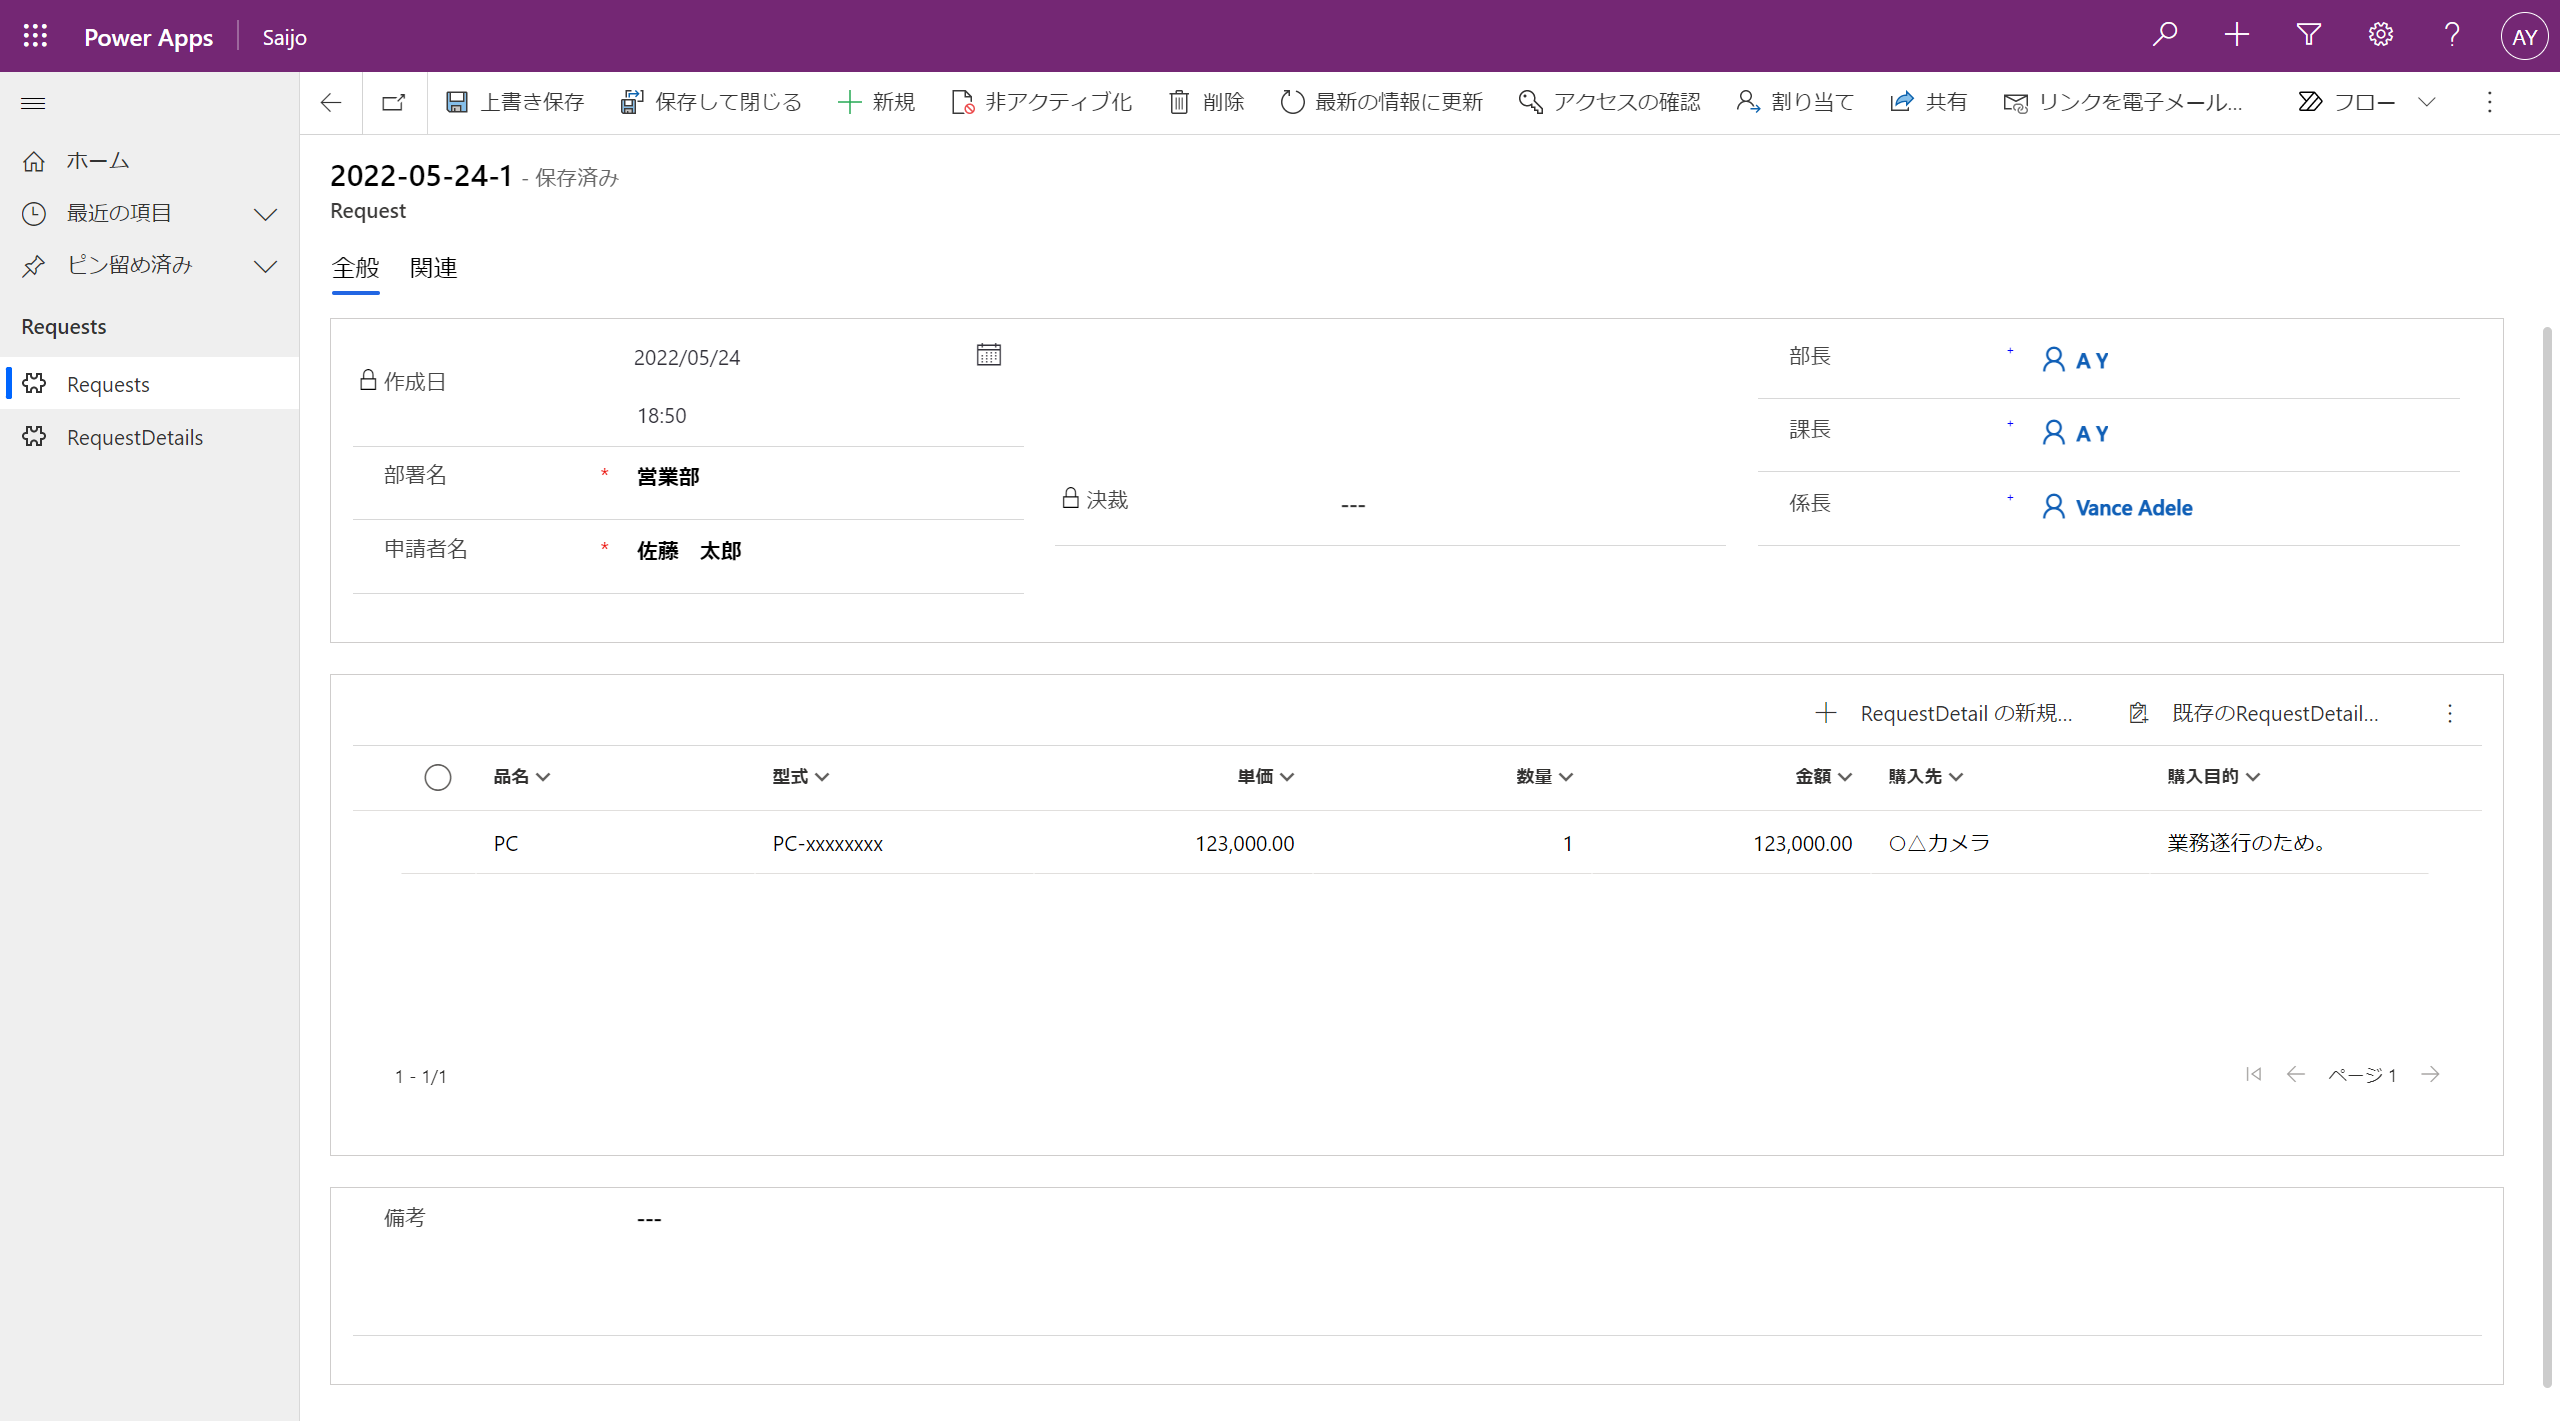 Power Apps | Saijo
AY
上書き保存 保存して閉じる 新規 非アクティブ化 削除 最新の情報に更新 アクセスの確認 割り当て 共有 リンクを電子メール... フロー
ホーム
最近の項目
ピン留め済み
Requests
Requests
RequestDetails
2022-05-24-1 - 保存済み
Request
全般 関連
作成日
2022/05/24
18:50
部署名 * 営業部
申請者名 * 佐藤　太郎
決裁 ---
部長 + A Y
課長 + A Y
係長 + Vance Adele
RequestDetail の新規... 既存のRequestDetail...
品名 型式 単価 数量 金額 購入先 購入目的
PC PC-xxxxxxxx 123,000.00 1 123,000.00 ○△カメラ 業務遂行のため。
1 - 1/1
ページ 1
備考 ---